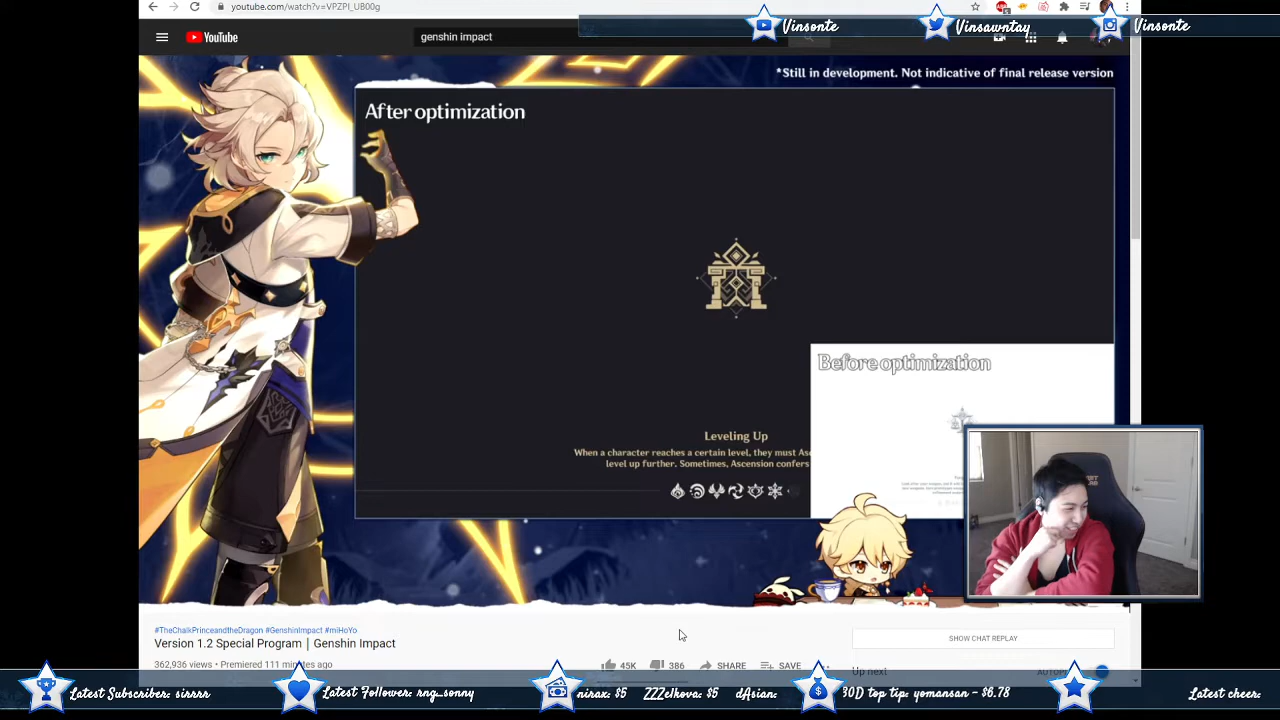 youtube.com/watch?v=VPZPI_U800g
Vinsonte
Vinsawntay
Vinsonte
YouTube
genshin impact
*Still in development. Not indicative of final release version
After optimization
Before optimization
Leveling Up
When a character reaches a certain level, they must
level up further. Sometimes, Ascension confers
#TheChalkPrinceandtheDragon #GenshinImpact #miHoYo
Version 1.2 Special Program | Genshin Impact
SHOW CHAT REPLAY
362,936 views • Premiered 111 minutes ago
45K
386
SHARE
SAVE
Up next
Latest Subscriber: sirrrr
Latest Follower: rng_sonny
nirax: $5
ZZZelkova: $5
dAsian:
30D top tip: yomansan - $6.78
Latest cheer: